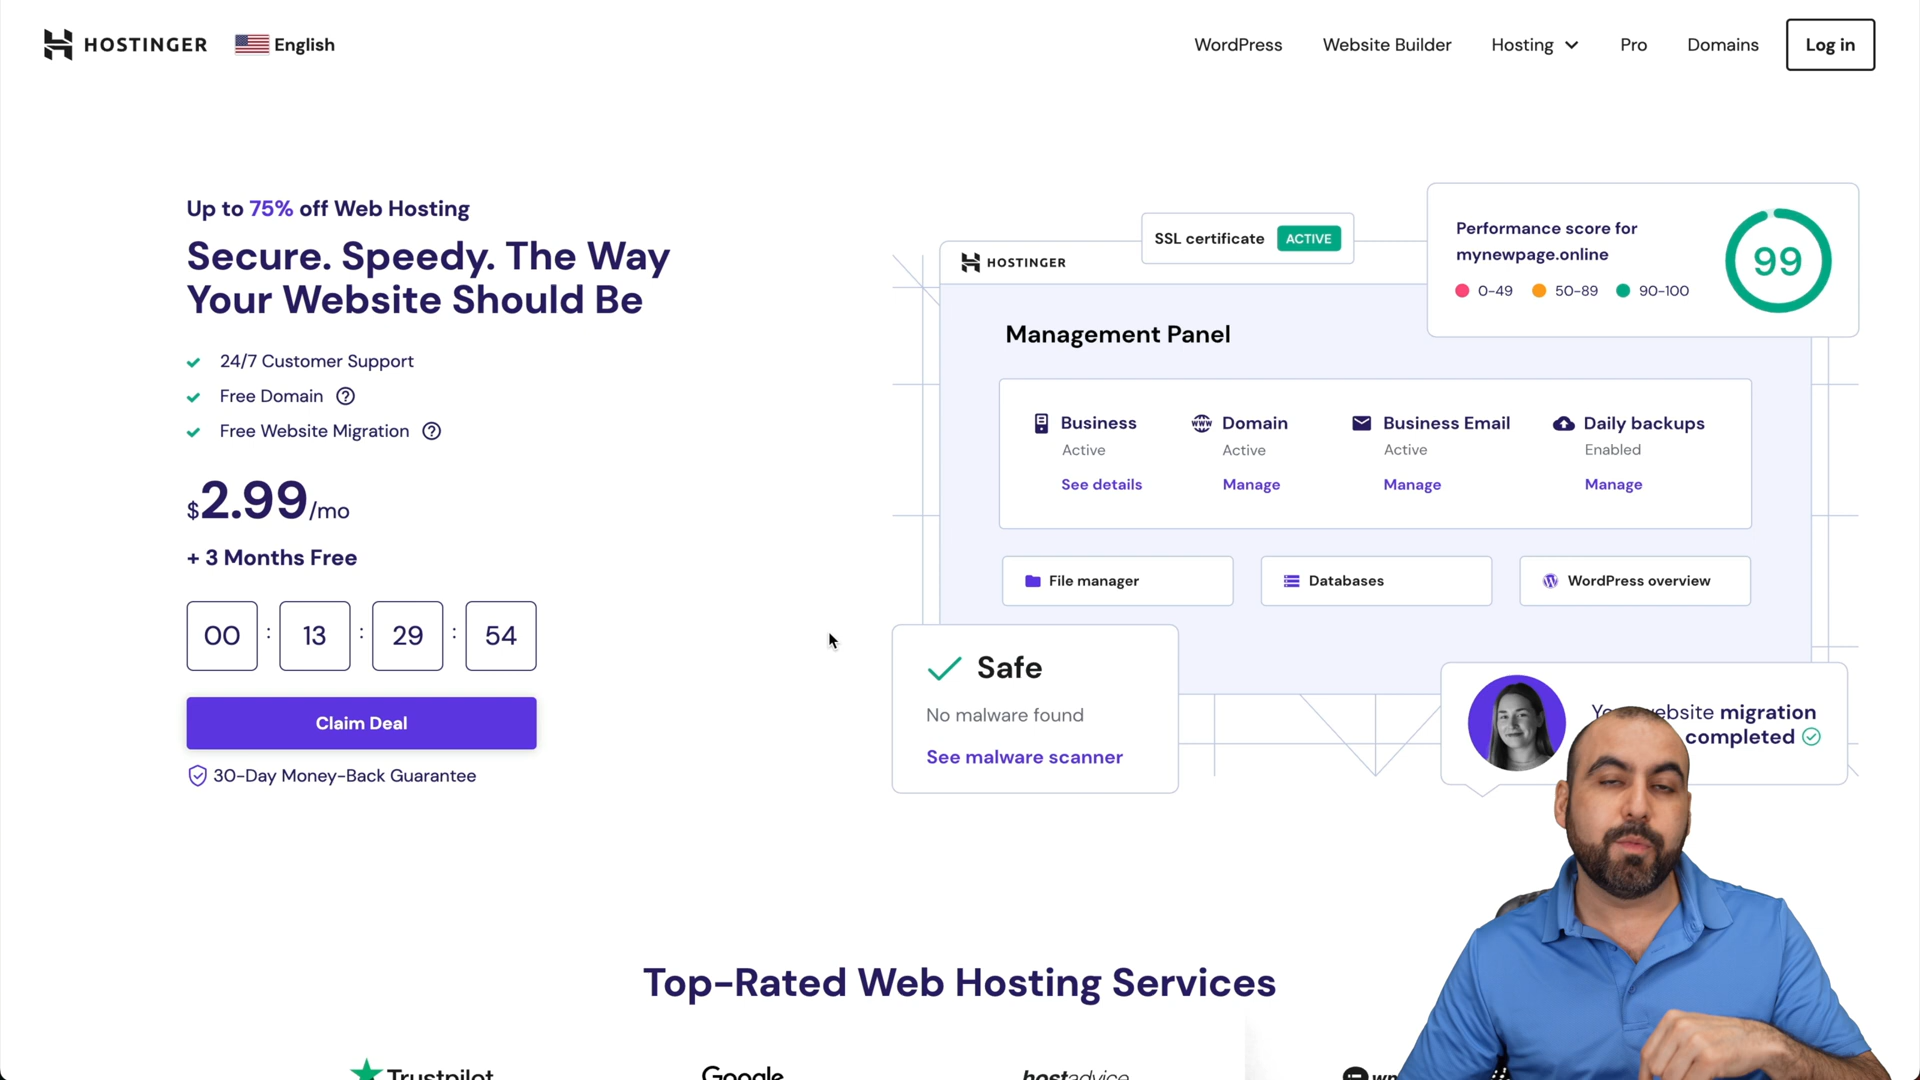 HOSTINGER
English
WordPress
Website Builder
Hosting
Pro
Domains
Log in
Up to 75% off Web Hosting
Secure. Speedy. The Way
Your Website Should Be
24/7 Customer Support
Free Domain ?
Free Website Migration ?
$2.99/mo
+ 3 Months Free
00 : 13 : 29 : 54
Claim Deal
30-Day Money-Back Guarantee
SSL certificate ACTIVE
HOSTINGER
Performance score for
mynewpage.online
0-49 50-89 90-100
99
Management Panel
Business
Active
See details
www
Domain
Active
Manage
Business Email
Active
Manage
Daily backups
Enabled
Manage
File manager
Databases
WordPress overview
Safe
No malware found
See malware scanner
migration
completed
Top-Rated Web Hosting Services
Trustpilot
Google
hostadvice